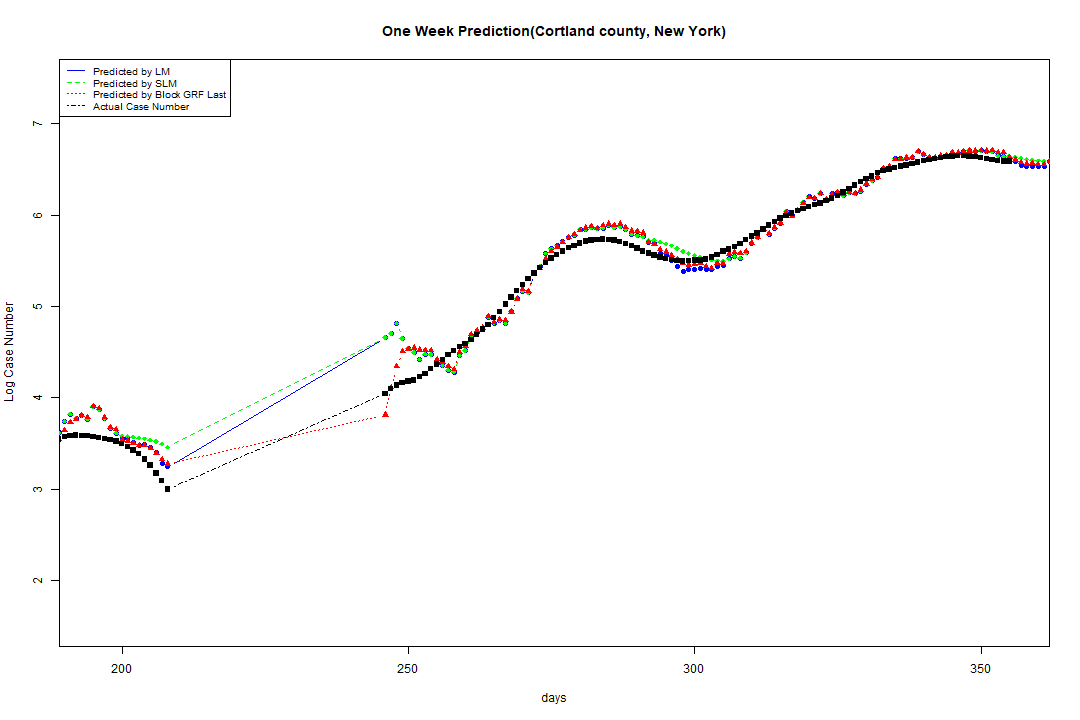 One Week Prediction(Cortland county, New York)
Predicted by LM
Predicted by SLM
Predicted by Block GRF Last
Actual Case Number
7
6
5
4
3
2
Log Case Number
200 250 300 350
days